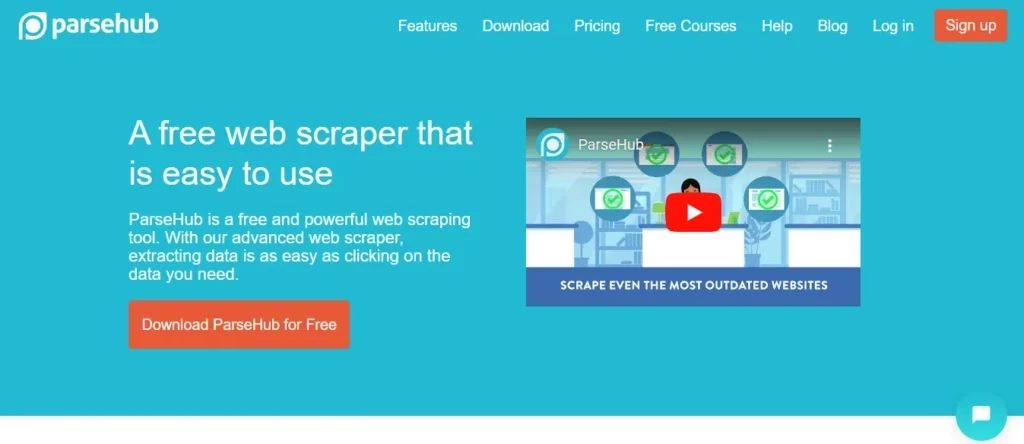 parsehub
Features Download Pricing Free Courses Help Blog Log in Sign up
A free web scraper that
is easy to use
ParseHub is a free and powerful web scraping
tool. With our advanced web scraper,
extracting data is as easy as clicking on the
data you need.
Download ParseHub for Free
ParseHub
SCRAPE EVEN THE MOST OUTDATED WEBSITES